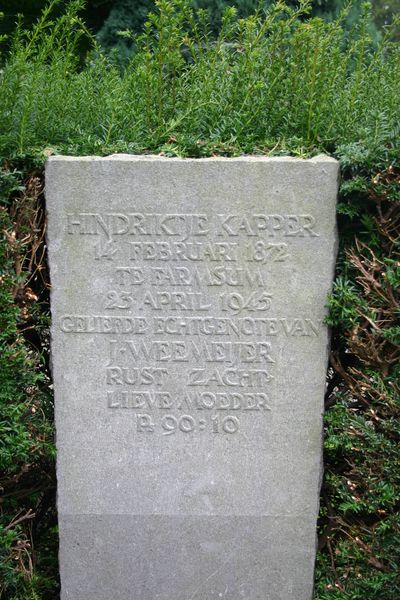 HINDRIKTJE KAPPER
14 FEBRUARI 1872
TE FARMSUM
23 APRIL 1945
GELIEFDE ECHTGENOTE VAN
J·WEEMEIJER
RUST ZACHT
LIEVE MOEDER
P. 90:10